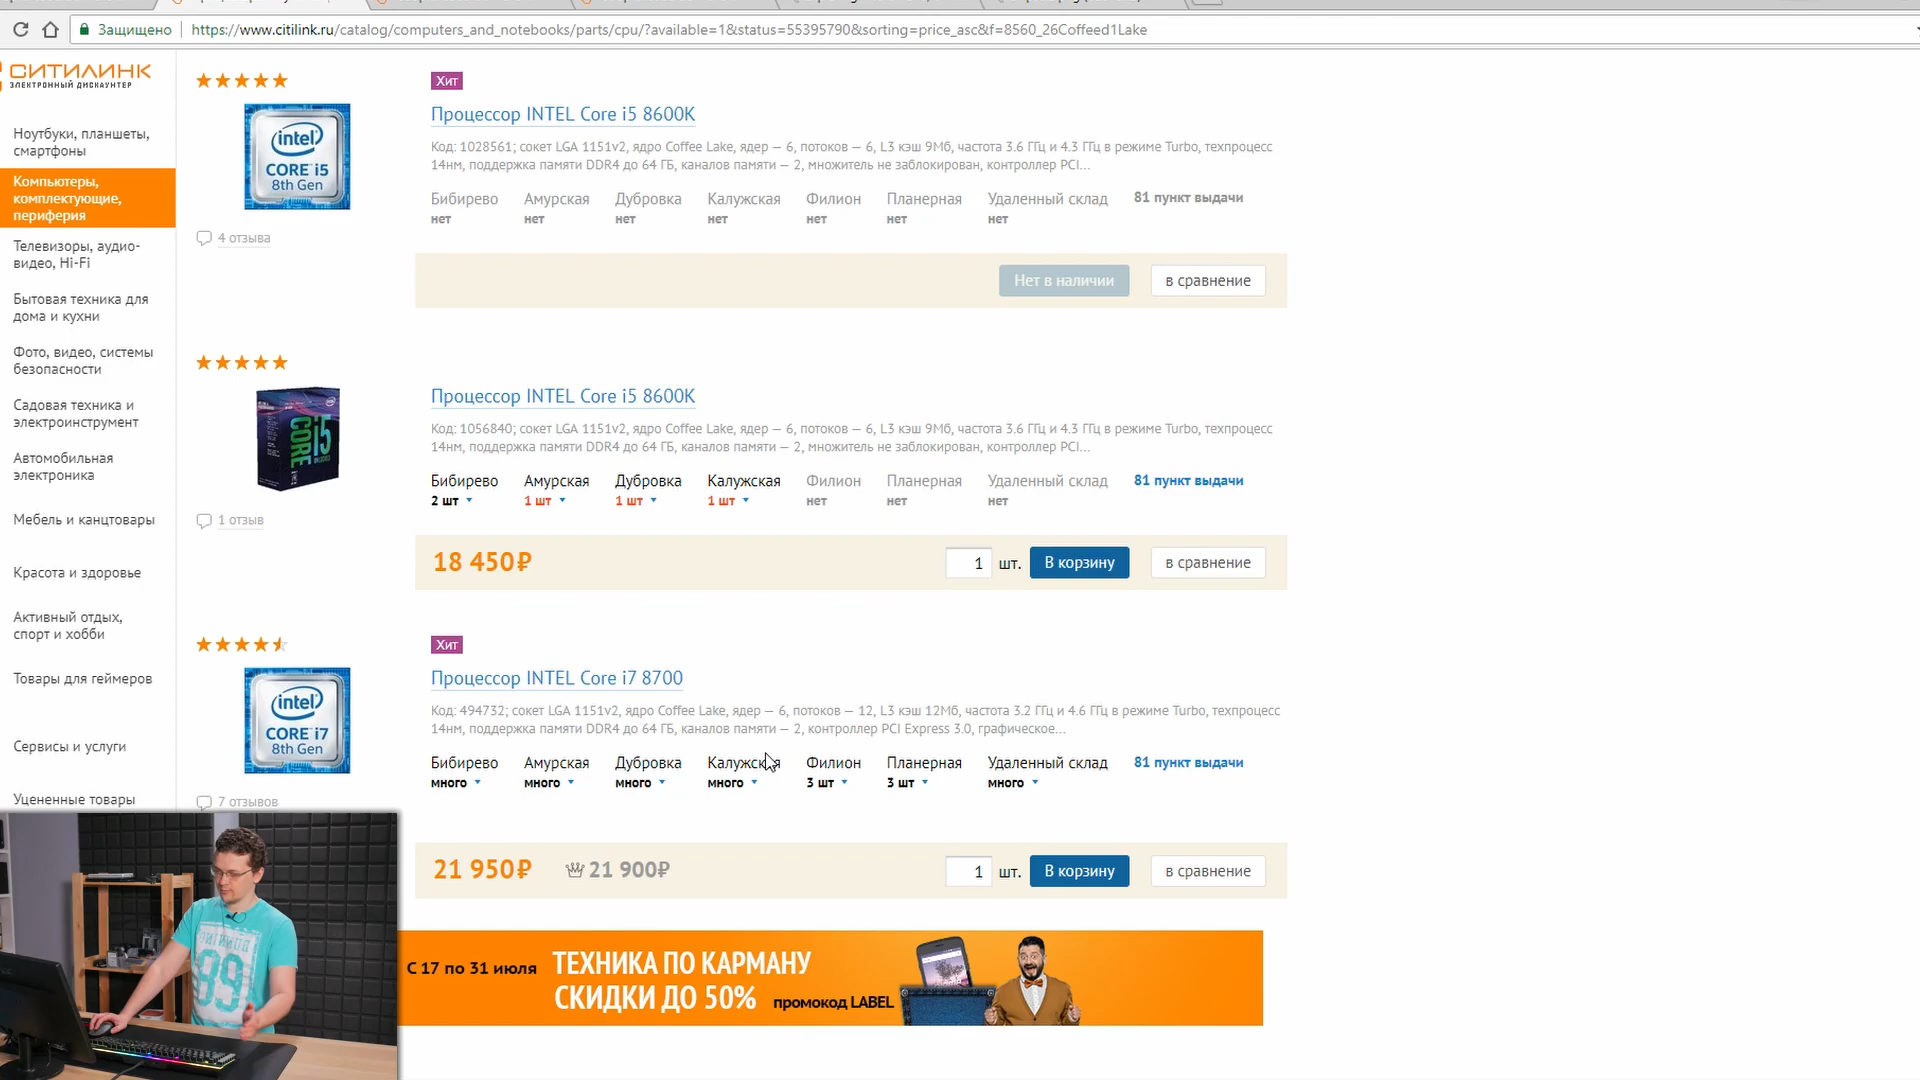 Защищено
https://www.citilink.ru/catalog/computers_and_notebooks/parts/cpu/?available=1&status=55395790&sorting=price_asc&f=8560_26Coffeed1Lake
СИТИЛИНК
ЭЛЕКТРОННЫЙ ДИСКАУНТЕР
Ноутбуки, планшеты,
смартфоны
Компьютеры,
комплектующие,
периферия
Телевизоры, аудио-
видео, Hi-Fi
Бытовая техника для
дома и кухни
Фото, видео, системы
безопасности
Садовая техника и
электроинструмент
Автомобильная
электроника
Мебель и канцтовары
Красота и здоровье
Активный отдых,
спорт и хобби
Товары для геймеров
Сервисы и услуги
Уцененные товары
Хит
Процессор INTEL Core i5 8600K
intel
CORE i5
8th Gen
Код: 1028561; сокет LGA 1151v2, ядро Coffee Lake, ядер — 6, потоков — 6, L3 кэш 9Мб, частота 3.6 ГГц и 4.3 ГГц в режиме Turbo, техпроцесс
14нм, поддержка памяти DDR4 до 64 ГБ, каналов памяти — 2, множитель не заблокирован, контроллер PCI...
Бибирево Амурская Дубровка Калужская Филион Планерная Удаленный склад 81 пункт выдачи
нет нет нет нет нет нет нет
4 отзыва
Нет в наличии в сравнение
Процессор INTEL Core i5 8600K
CORE i5
Код: 1056840; сокет LGA 1151v2, ядро Coffee Lake, ядер — 6, потоков — 6, L3 кэш 9Мб, частота 3.6 ГГц и 4.3 ГГц в режиме Turbo, техпроцесс
14нм, поддержка памяти DDR4 до 64 ГБ, каналов памяти — 2, множитель не заблокирован, контроллер PCI...
Бибирево Амурская Дубровка Калужская Филион Планерная Удаленный склад 81 пункт выдачи
2 шт 1 шт 1 шт 1 шт нет нет нет
1 отзыв
18 450₽ 1 шт. В корзину в сравнение
Хит
Процессор INTEL Core i7 8700
intel
CORE i7
8th Gen
Код: 494732; сокет LGA 1151v2, ядро Coffee Lake, ядер — 6, потоков — 12, L3 кэш 12Мб, частота 3.2 ГГц и 4.6 ГГц в режиме Turbo, техпроцесс
14нм, поддержка памяти DDR4 до 64 ГБ, каналов памяти — 2, контроллер PCI Express 3.0, графическое...
Бибирево Амурская Дубровка Калужская Филион Планерная Удаленный склад 81 пункт выдачи
много много много много 3 шт 3 шт много
7 отзывов
21 950₽ 21 900₽ 1 шт. В корзину в сравнение
С 17 по 31 июля ТЕХНИКА ПО КАРМАНУ
СКИДКИ ДО 50% промокод LABEL
89